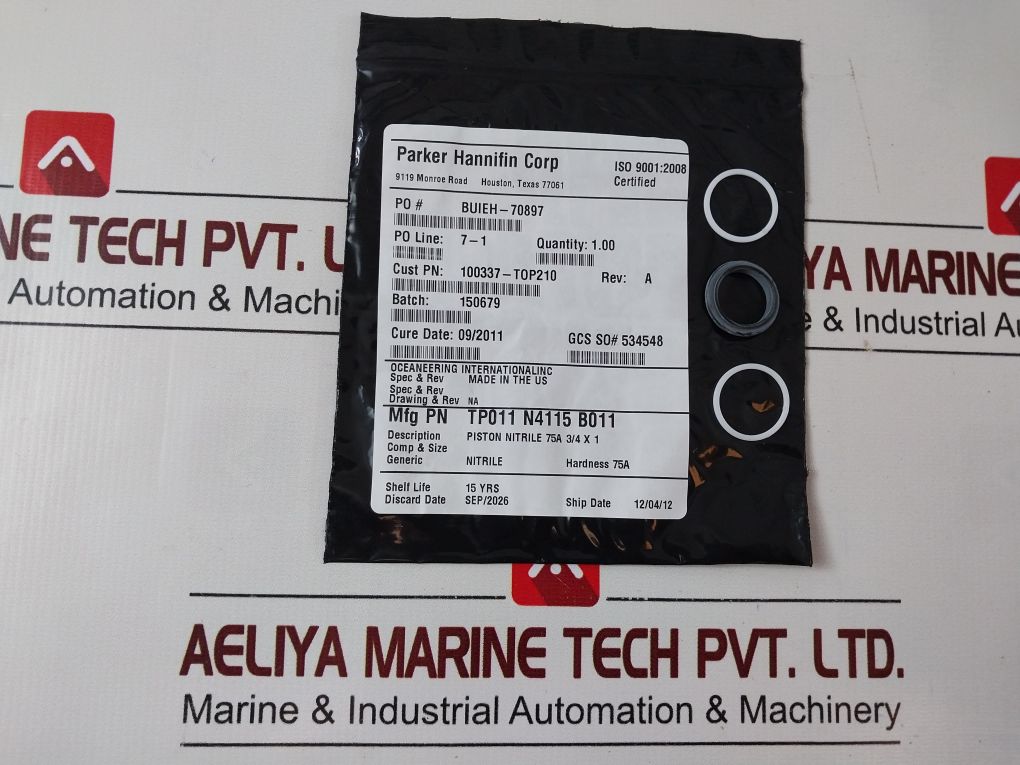 Parker Hannifin Corp
ISO 9001:2008
Certified
9119 Monroe Road Houston, Texas 77061
PO # BUIEH-70897
PO Line: 7-1 Quantity: 1.00
Cust PN: 100337-TOP210 Rev: A
Batch: 150679
Cure Date: 09/2011 GCS SO# 534548
OCEANEERING INTERNATIONALINC
Spec & Rev MADE IN THE US
Spec & Rev
Drawing & Rev NA
Mfg PN TP011 N4115 B011
Description PISTON NITRILE 75A 3/4 X 1
Comp & Size
Generic NITRILE Hardness 75A
Shelf Life 15 YRS
Discard Date SEP/2026 Ship Date 12/04/12
NE TECH PVT. L
Automation & Machi
IYA MARINE
e & Industrial Au
AELIYA MARINE TECH PVT. LTD.
Marine & Industrial Automation & Machinery